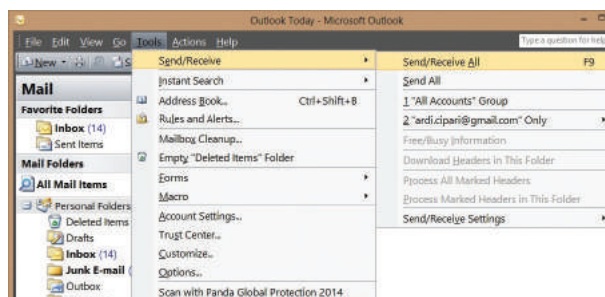 Outlook Today - Microsoft Outlook
File Edit View Go Tools Actions Help
Type a question for help
New
Mail
Favorite Folders
Inbox (14)
Sent Items
Mail Folders
All Mail Items
Personal Folders
Deleted Items
Drafts
Inbox (14)
Junk E-mail
Outbox
Send/Receive
Instant Search
Address Book... Ctrl+Shift+B
Rules and Alerts...
Mailbox Cleanup...
Empty "Deleted Items" Folder
Forms
Macro
Account Settings...
Trust Center...
Customize...
Options...
Scan with Panda Global Protection 2014
Send/Receive All F9
Send All
1 "All Accounts" Group
2 "ardi.cipari@gmail.com" Only
Free/Busy Information
Download Headers in This Folder
Process All Marked Headers
Process Marked Headers in This Folder
Send/Receive Settings